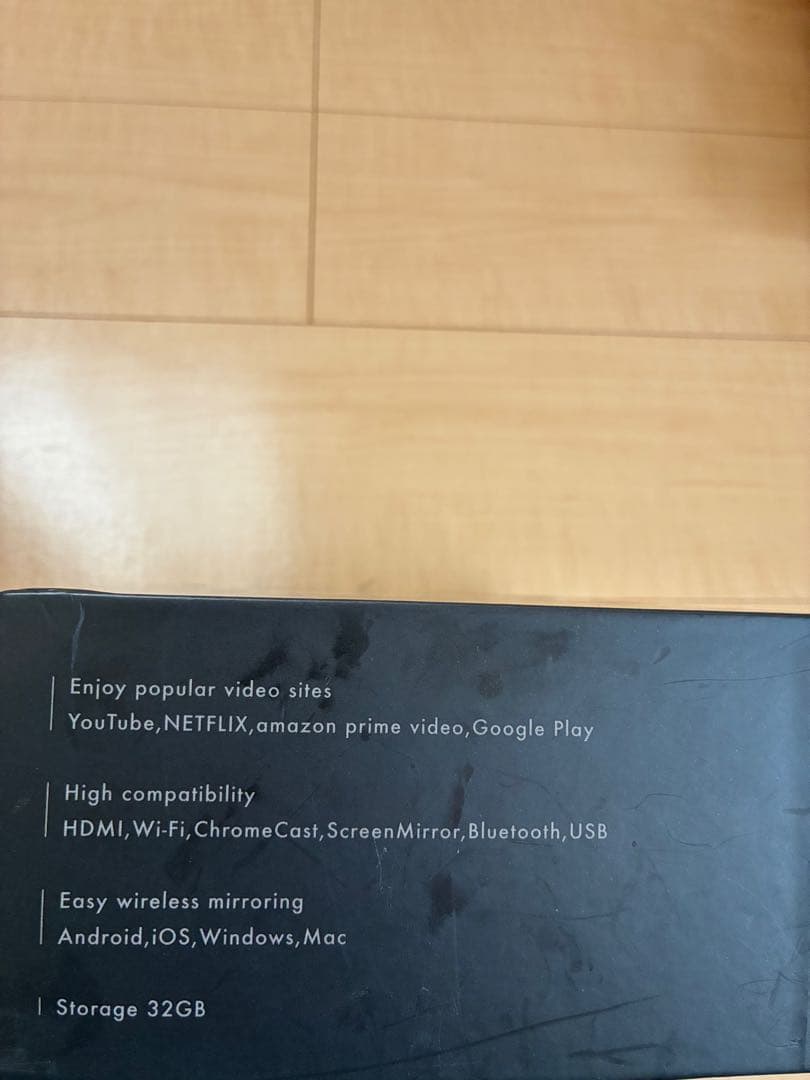 Enjoy popular video sites
YouTube,NETFLIX,amazon prime video,Google Play
High compatibility
HDMI,Wi-Fi,ChromeCast,ScreenMirror,Bluetooth,USB
Easy wireless mirroring
Android,iOS,Windows,Mac
Storage 32GB